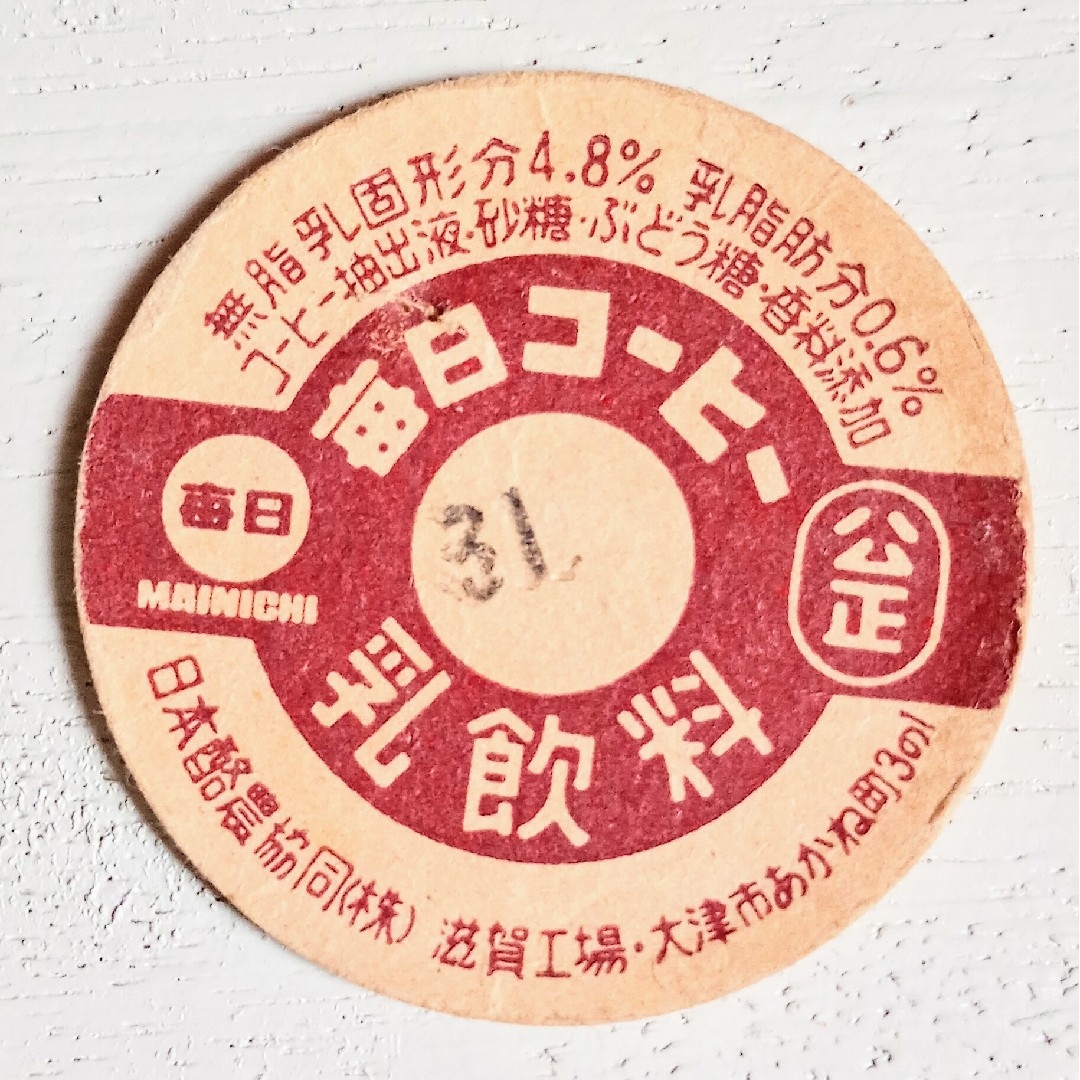 無脂乳固形分4.8% 乳脂肪分0.6%
コーヒー抽出液・砂糖・ぶどう糖・香料添加
毎日コーヒー
毎日
MAINICHI
31
公正
乳飲料
日本酪農協同(株) 滋賀工場・大津市あかね町3の1